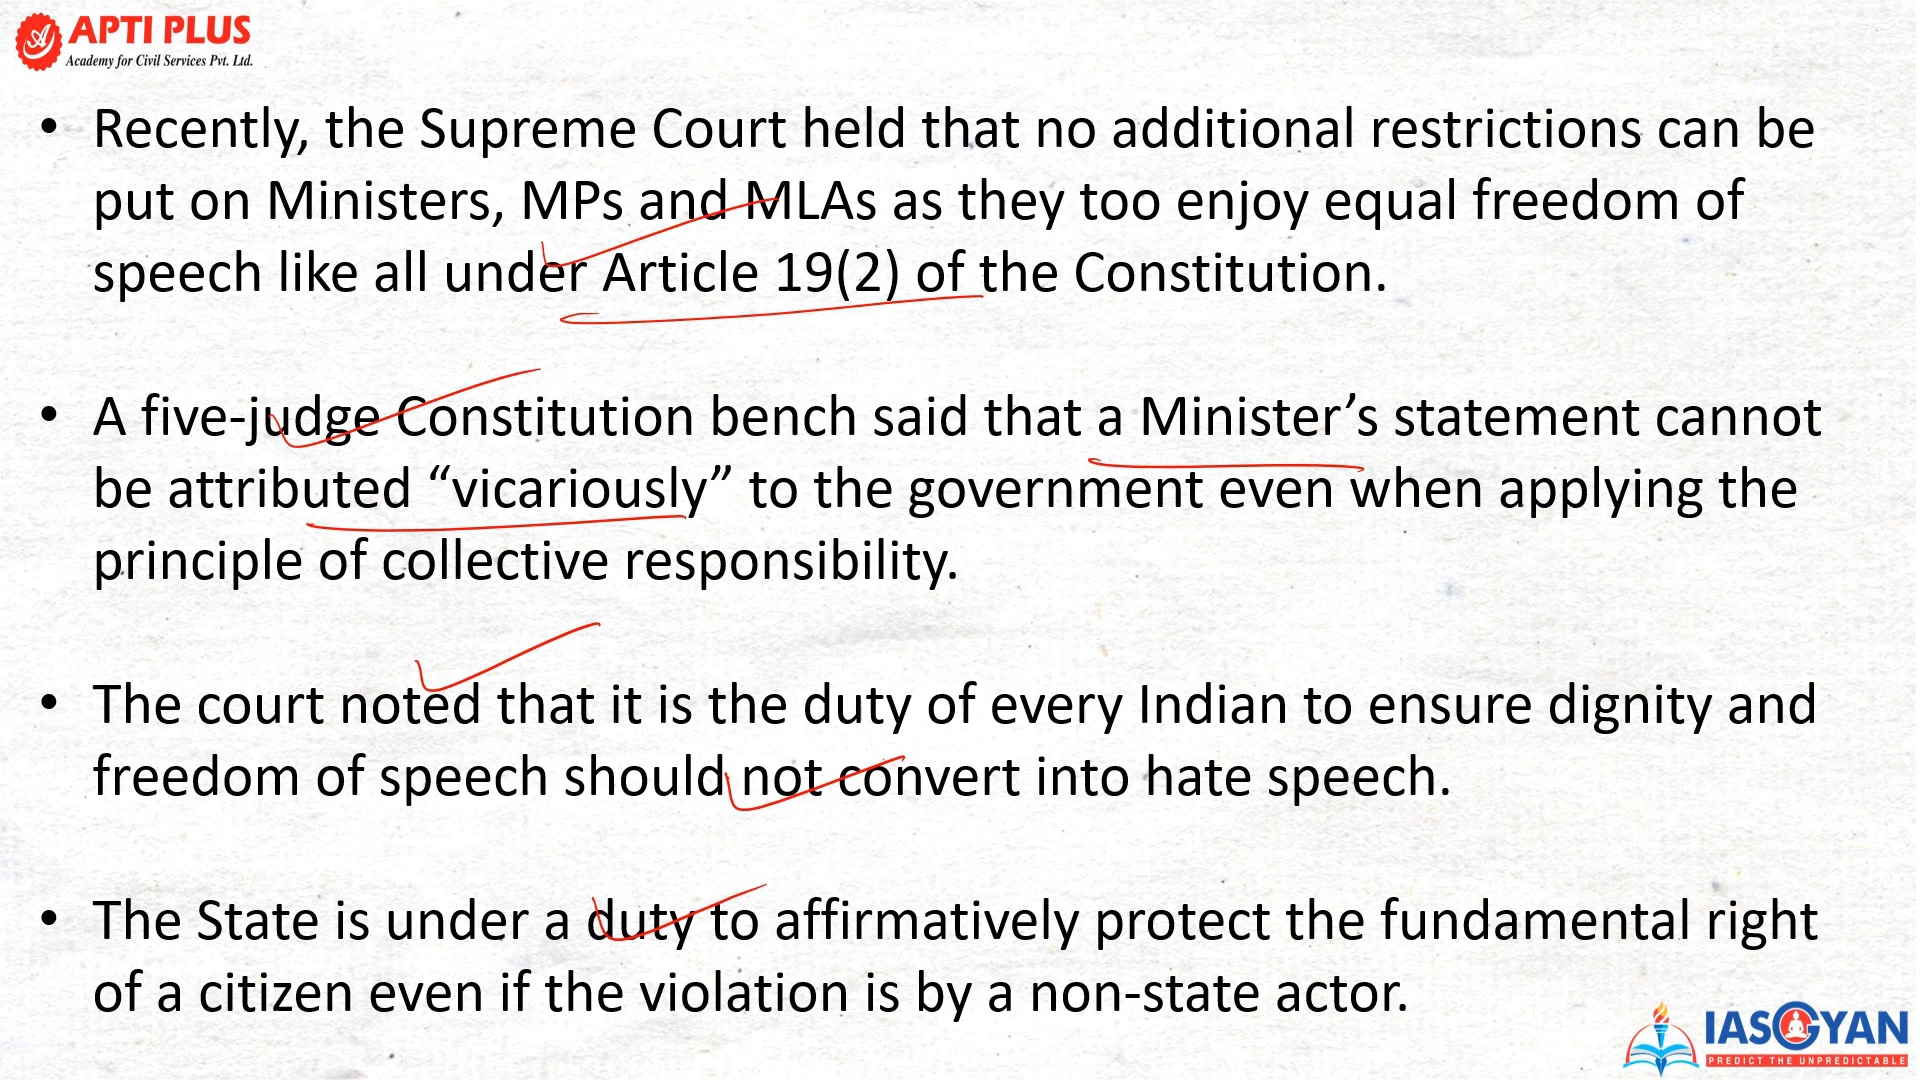 APTI PLUS
Academy for Civil Services Pvt. Ltd.
• Recently, the Supreme Court held that no additional restrictions can be
put on Ministers, MPs and MLAs as they too enjoy equal freedom of
speech like all under Article 19(2) of the Constitution.
• A five-judge Constitution bench said that a Minister’s statement cannot
be attributed “vicariously” to the government even when applying the
principle of collective responsibility.
• The court noted that it is the duty of every Indian to ensure dignity and
freedom of speech should not convert into hate speech.
• The State is under a duty to affirmatively protect the fundamental right
of a citizen even if the violation is by a non-state actor.
IASGYAN
PREDICT THE UNPREDICTABLE